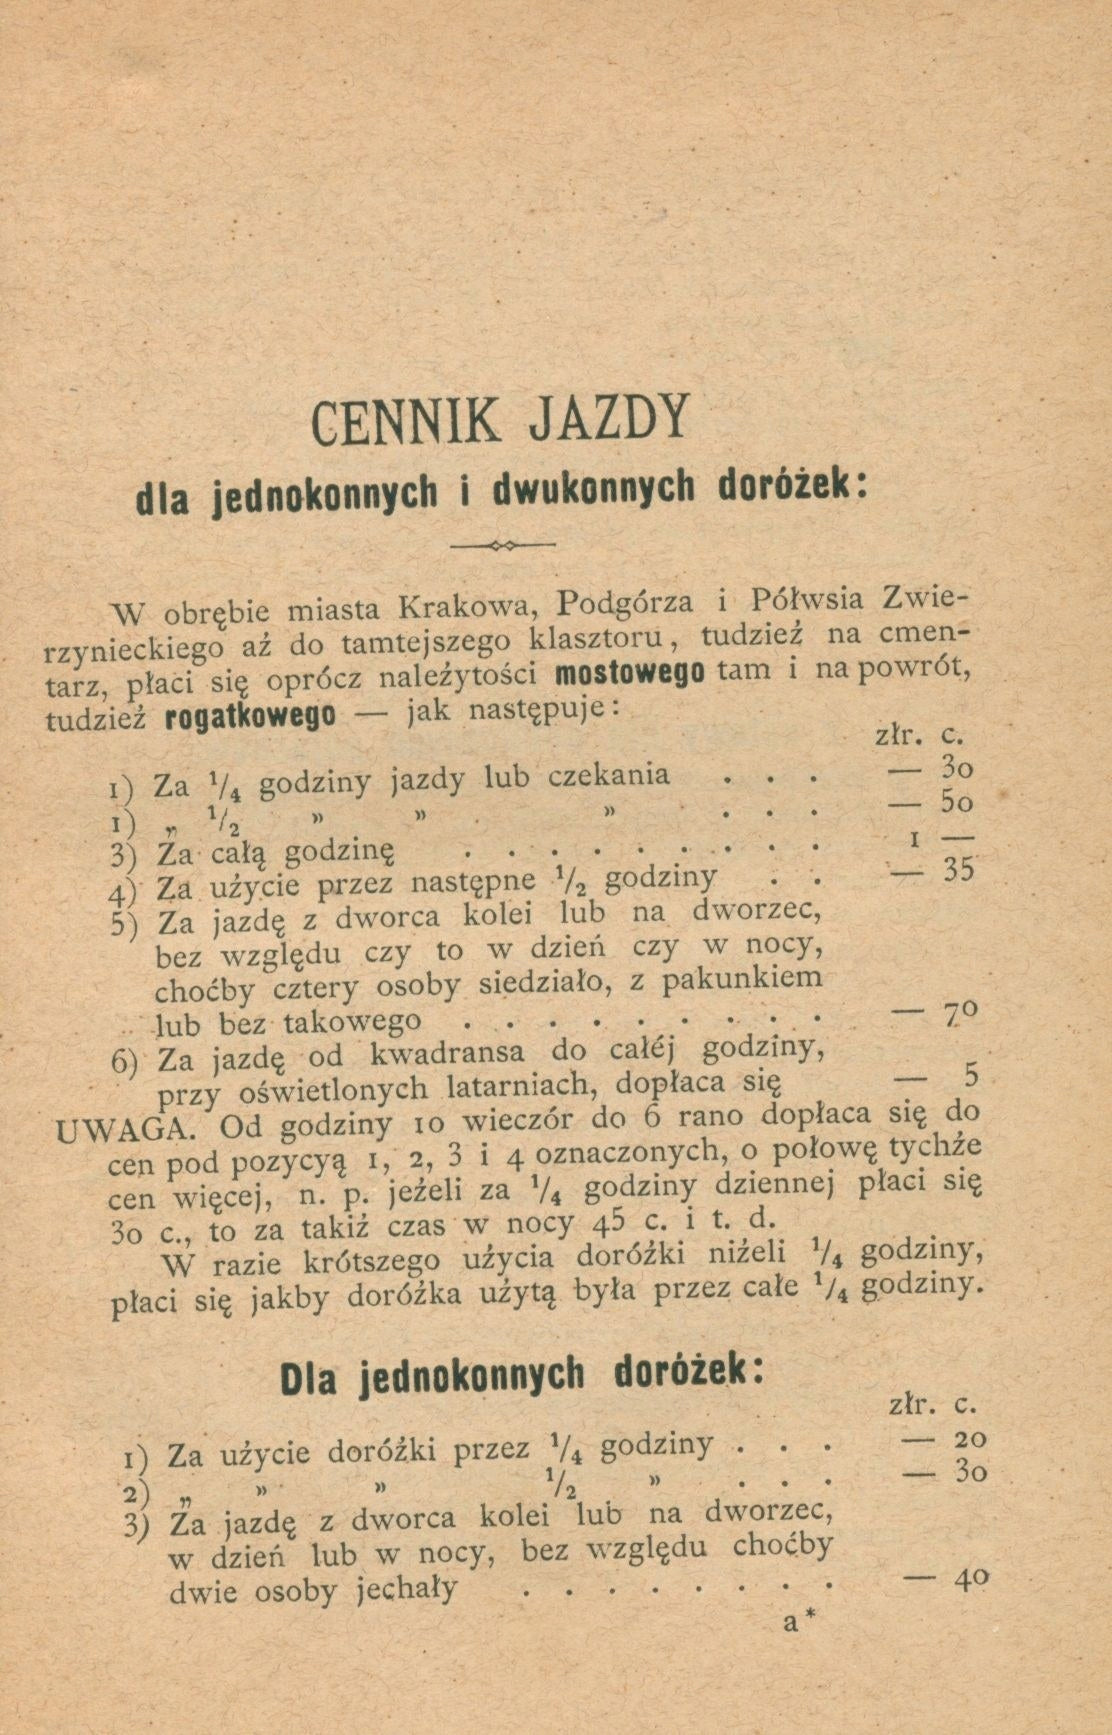 CENNIK JAZDY
dla jednokonnych i dwukonnych doróżek:
W obrębie miasta Krakowa, Podgórza i Półwsia Zwie-
rzynieckiego aż do tamtejszego klasztoru, tudzież na cmen-
tarz, płaci się oprócz należytości mostowego tam i na powrót,
tudzież rogatkowego — jak następuje:
złr. c.
1) Za 1/4 godziny jazdy lub czekania . . . — 30
1) „ 1/2 » » » . . . — 50
3) Za całą godzinę . . . . . . . . . 1 —
4) Za użycie przez następne 1/2 godziny . . — 35
5) Za jazdę z dworca kolei lub na dworzec,
bez względu czy to w dzień czy w nocy,
choćby cztery osoby siedziało, z pakunkiem
lub bez takowego . . . . . . . . . — 70
6) Za jazdę od kwadransa do całéj godziny,
przy oświetlonych latarniach, dopłaca się — 5
UWAGA. Od godziny 10 wieczór do 6 rano dopłaca się do
cen pod pozycyą 1, 2, 3 i 4 oznaczonych, o połowę tychże
cen więcej, n. p. jeżeli za 1/4 godziny dziennej płaci się
30 c., to za takiż czas w nocy 45 c. i t. d.
W razie krótszego użycia doróżki niżeli 1/4 godziny,
płaci się jakby doróżka użytą była przez całe 1/4 godziny.
Dla jednokonnych doróżek:
złr. c.
1) Za użycie doróżki przez 1/4 godziny . . . — 20
2) „ » » 1/2 » . . . — 30
3) Za jazdę z dworca kolei lub na dworzec,
w dzień lub w nocy, bez względu choćby
dwie osoby jechały . . . . . . . . — 40
a*